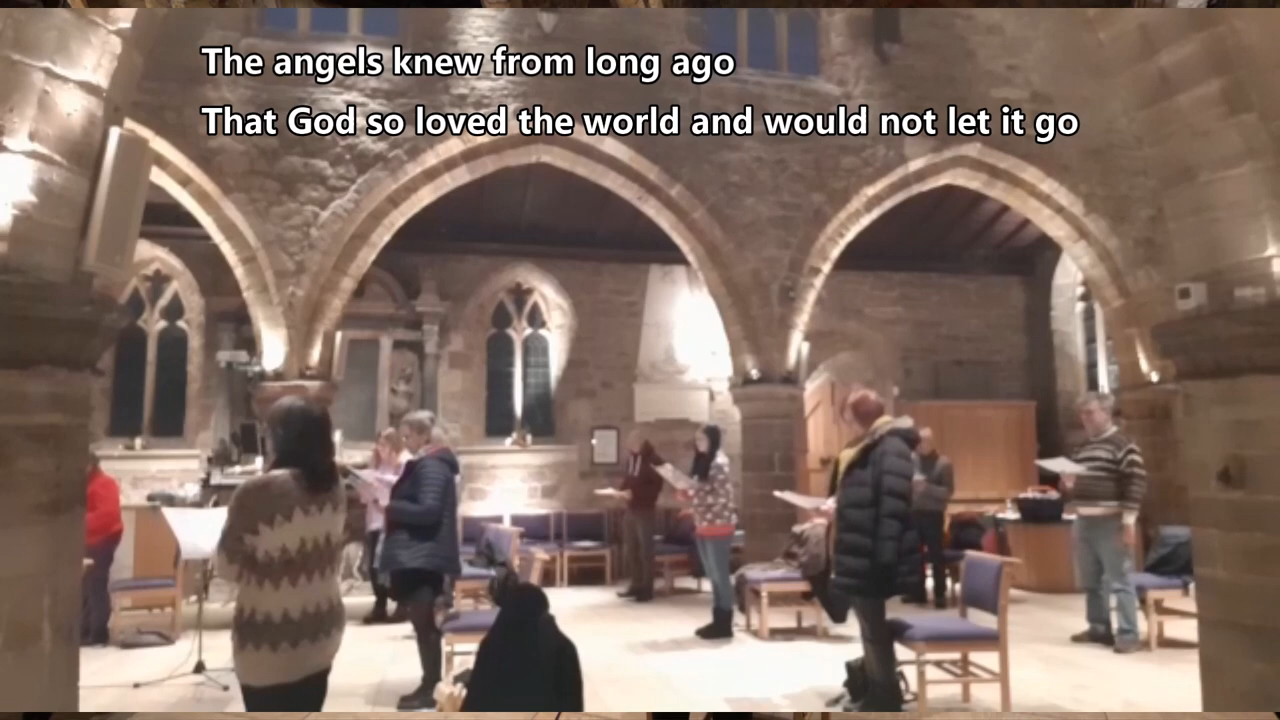 The angels knew from long ago
That God so loved the world and would not let it go